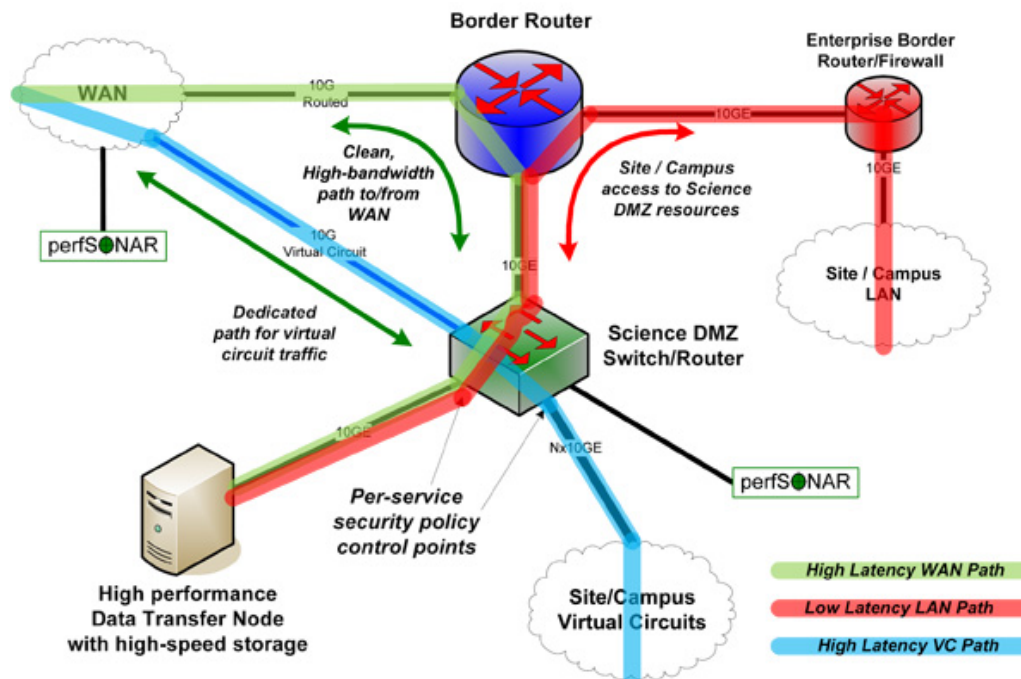 Border Router
Enterprise Border
Router/Firewall
WAN
10G
Routed
10GE
10GE
Clean,
High-bandwidth
path to/from
WAN
Site / Campus
access to Science
DMZ resources
perfSONAR
10G
Virtual Circuit
10GE
Site / Campus
LAN
Dedicated
path for virtual
circuit traffic
Science DMZ
Switch/Router
10GE
Nx10GE
perfSONAR
Per-service
security policy
control points
High performance
Data Transfer Node
with high-speed storage
Site/Campus
Virtual Circuits
High Latency WAN Path
Low Latency LAN Path
High Latency VC Path